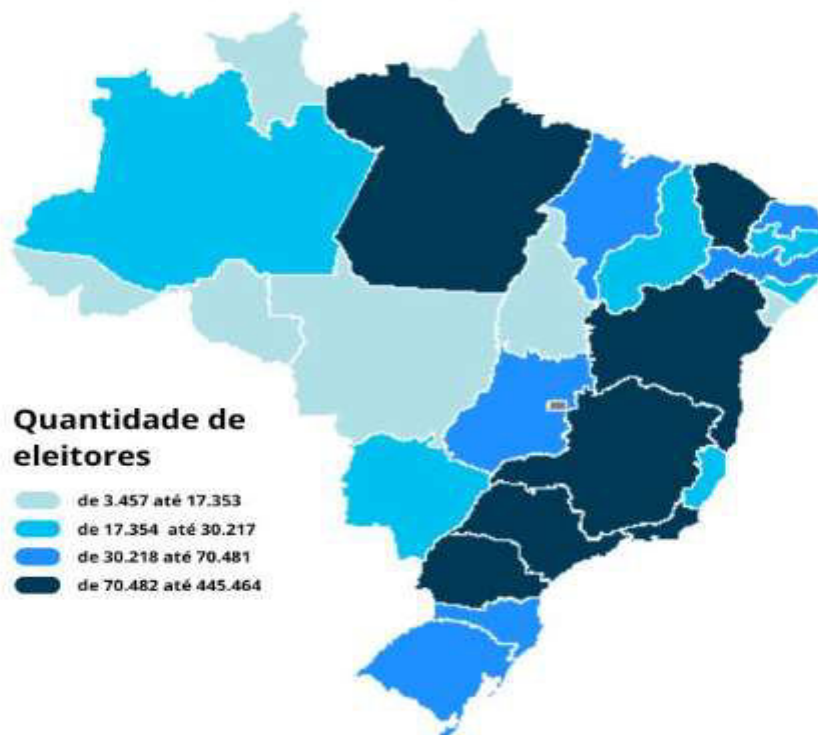 Quantidade de
eleitores
de 3.457 até 17.353
de 17.354 até 30.217
de 30.218 até 70.481
de 70.482 até 445.464